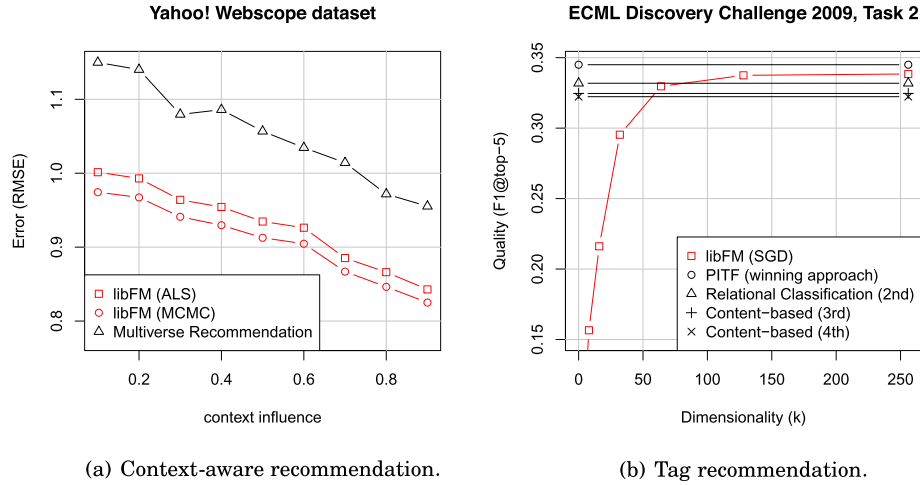 Yahoo! Webscope dataset
Error (RMSE)
1.1
1.0
0.9
0.8
libFM (ALS)
libFM (MCMC)
Multiverse Recommendation
0.2 0.4 0.6 0.8
context influence
(a) Context-aware recommendation.
ECML Discovery Challenge 2009, Task 2
Quality (F1@top-5)
0.35
0.30
0.25
0.20
0.15
libFM (SGD)
PITF (winning approach)
Relational Classification (2nd)
Content-based (3rd)
Content-based (4th)
0 50 100 150 200 250
Dimensionality (k)
(b) Tag recommendation.